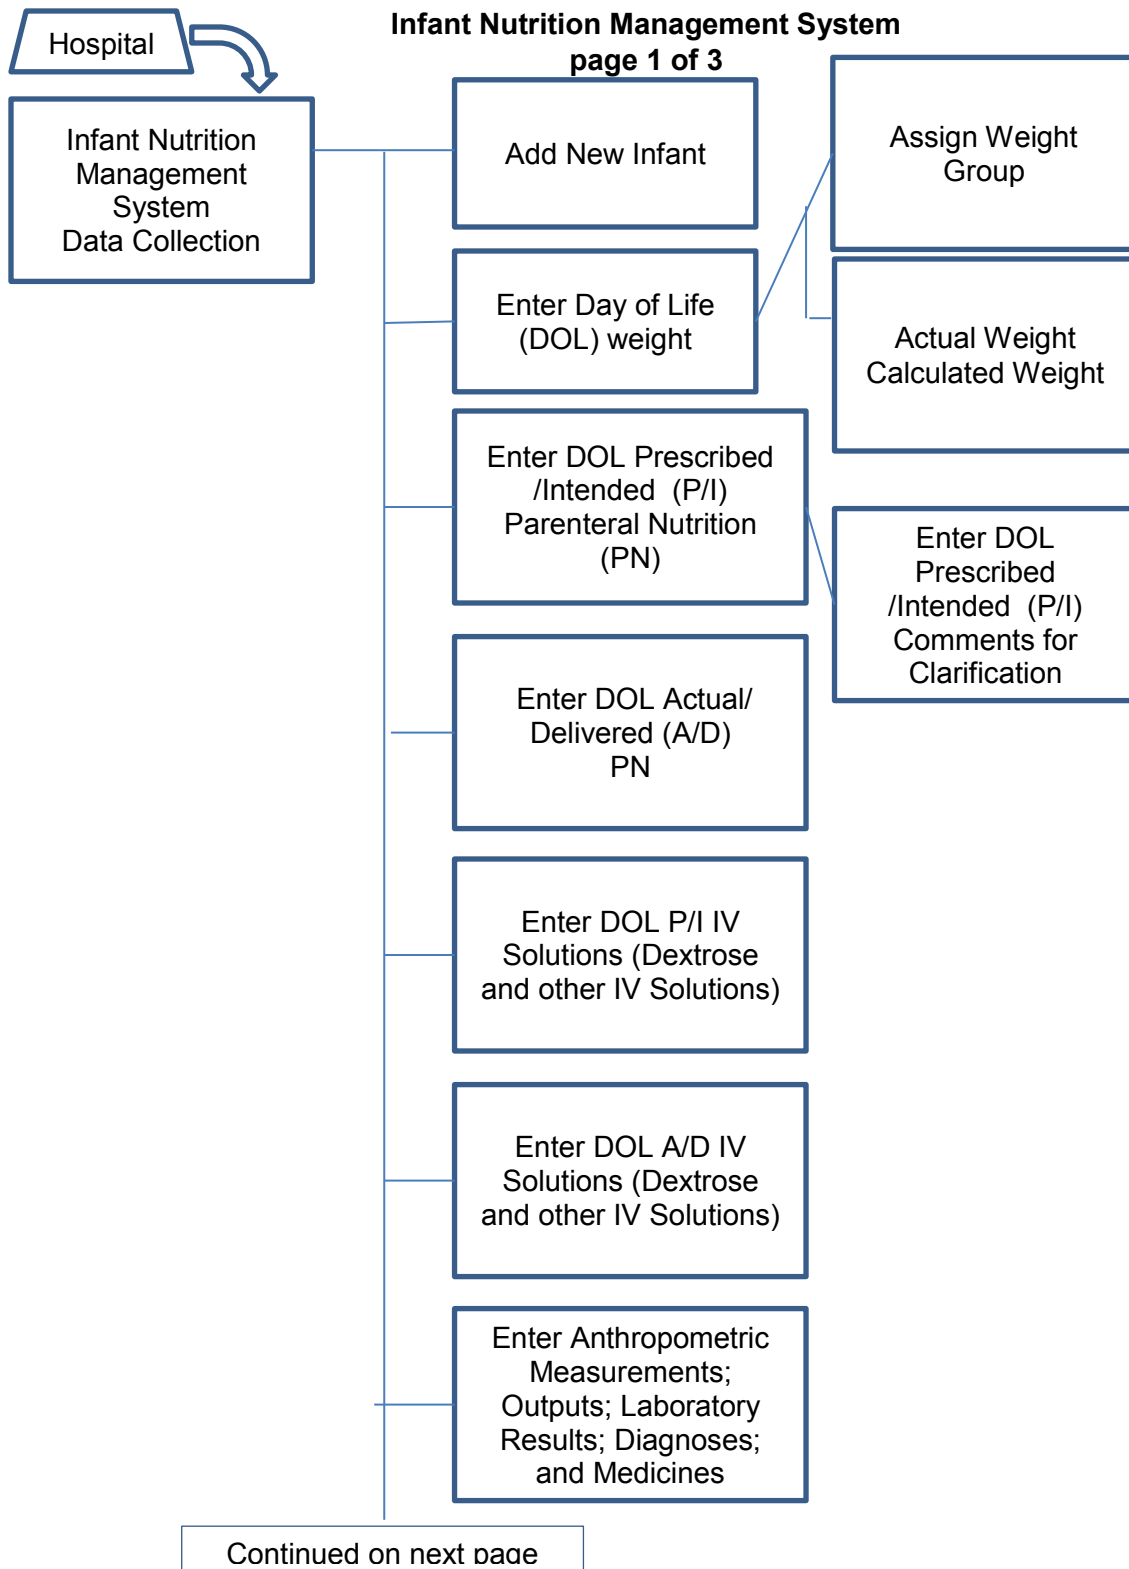 Infant Nutrition Management System
page 1 of 3
Hospital
Infant Nutrition
Management
System
Data Collection
Add New Infant
Assign Weight
Group
Enter Day of Life
(DOL) weight
Actual Weight
Calculated Weight
Enter DOL Prescribed
/Intended (P/I)
Parenteral Nutrition
(PN)
Enter DOL
Prescribed
/Intended (P/I)
Comments for
Clarification
Enter DOL Actual/
Delivered (A/D)
PN
Enter DOL P/I IV
Solutions (Dextrose
and other IV Solutions)
Enter DOL A/D IV
Solutions (Dextrose
and other IV Solutions)
Enter Anthropometric
Measurements;
Outputs; Laboratory
Results; Diagnoses;
and Medicines
Continued on next page